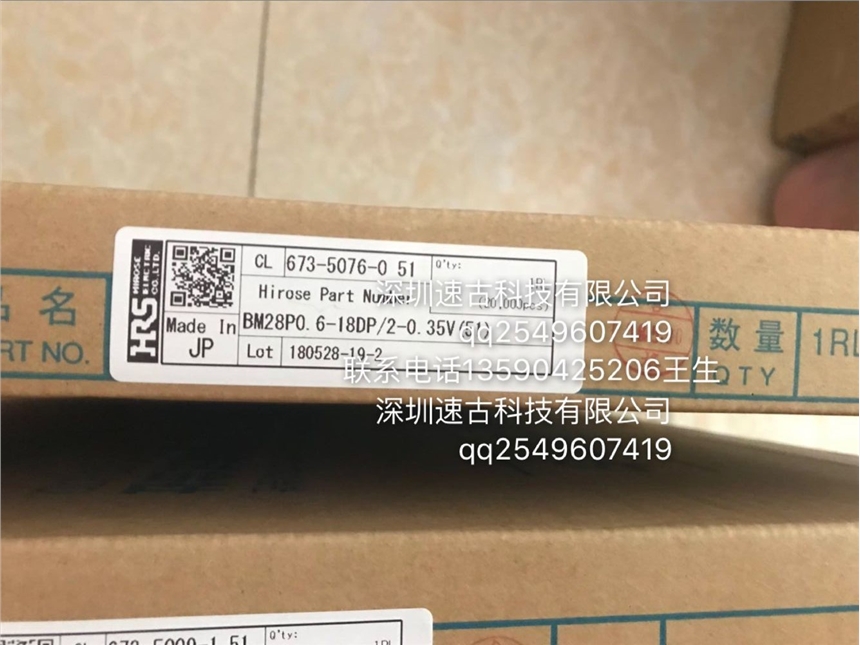 HRS
HIROSE
ELECTRIC
CO.,LTD.
CL 673-5076-0 51 Q'ty:
1RL
Hirose Part Number
BM28P0.6-18DP/2-0.35V(51)
Made In
JP
Lot 180528-19-2
名
RT NO.
数量 1RL
QTY
深圳速古科技有限公司
qq2549607419
联系电话13590425206王生
深圳速古科技有限公司
qq2549607419
Q'ty: